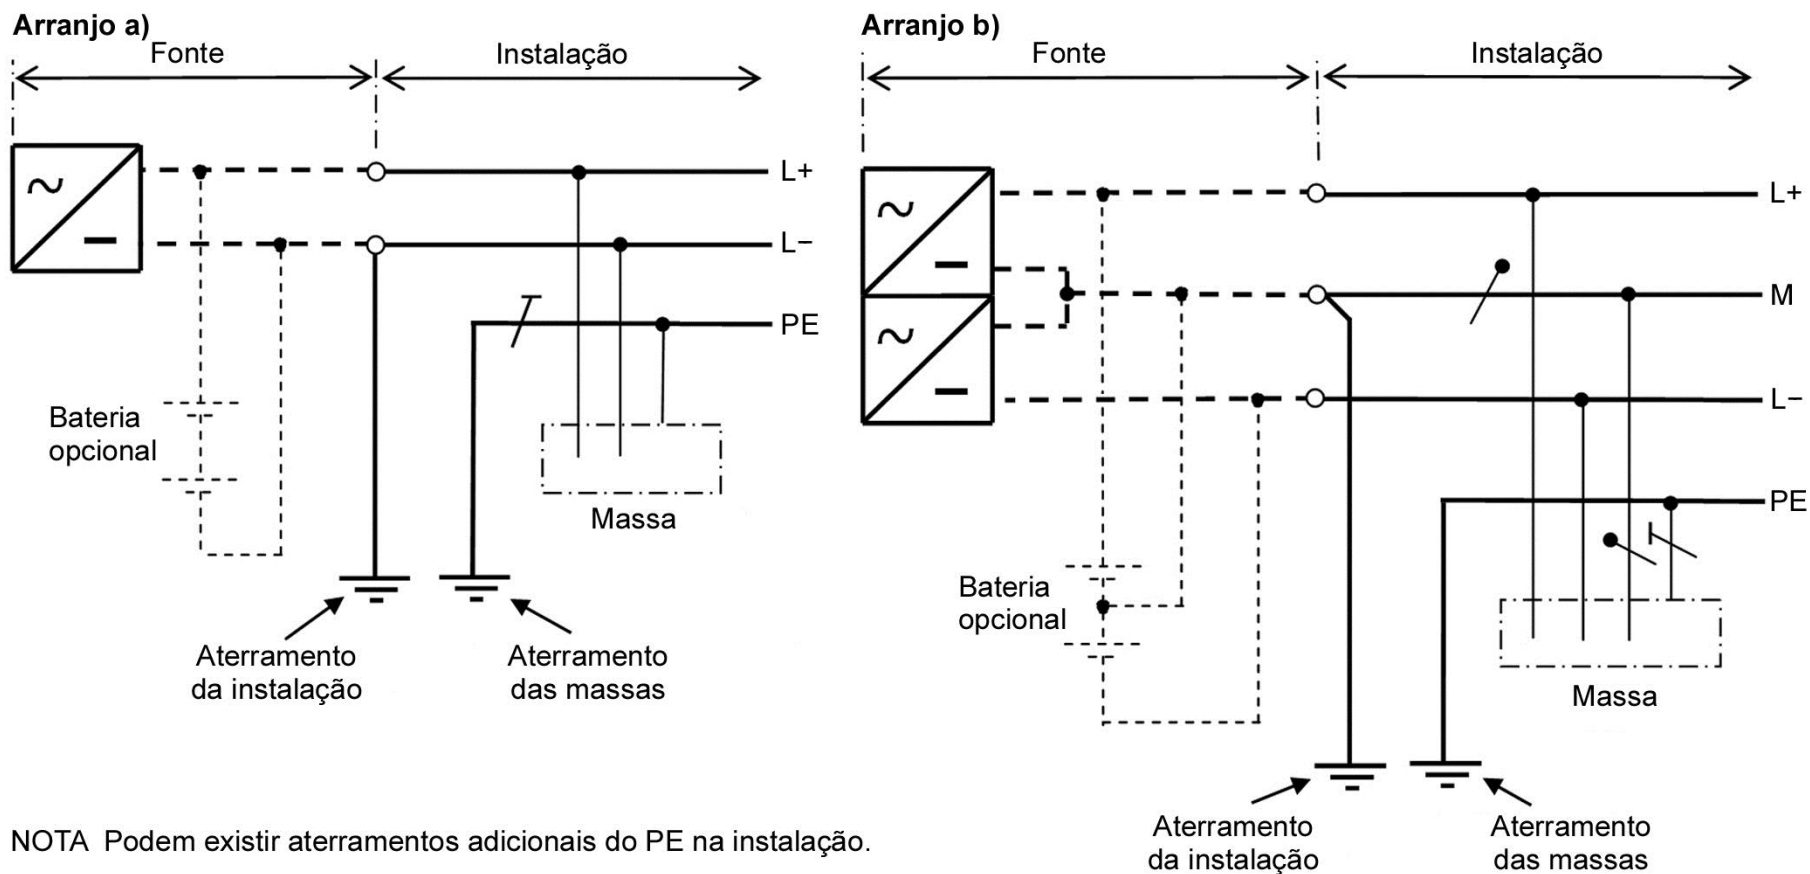 Arranjo a)
Fonte
Instalação
L+
L−
PE
Bateria
opcional
Massa
Aterramento
da instalação
Aterramento
das massas
Arranjo b)
Fonte
Instalação
L+
M
L−
PE
Bateria
opcional
Massa
Aterramento
da instalação
Aterramento
das massas
NOTA Podem existir aterramentos adicionais do PE na instalação.